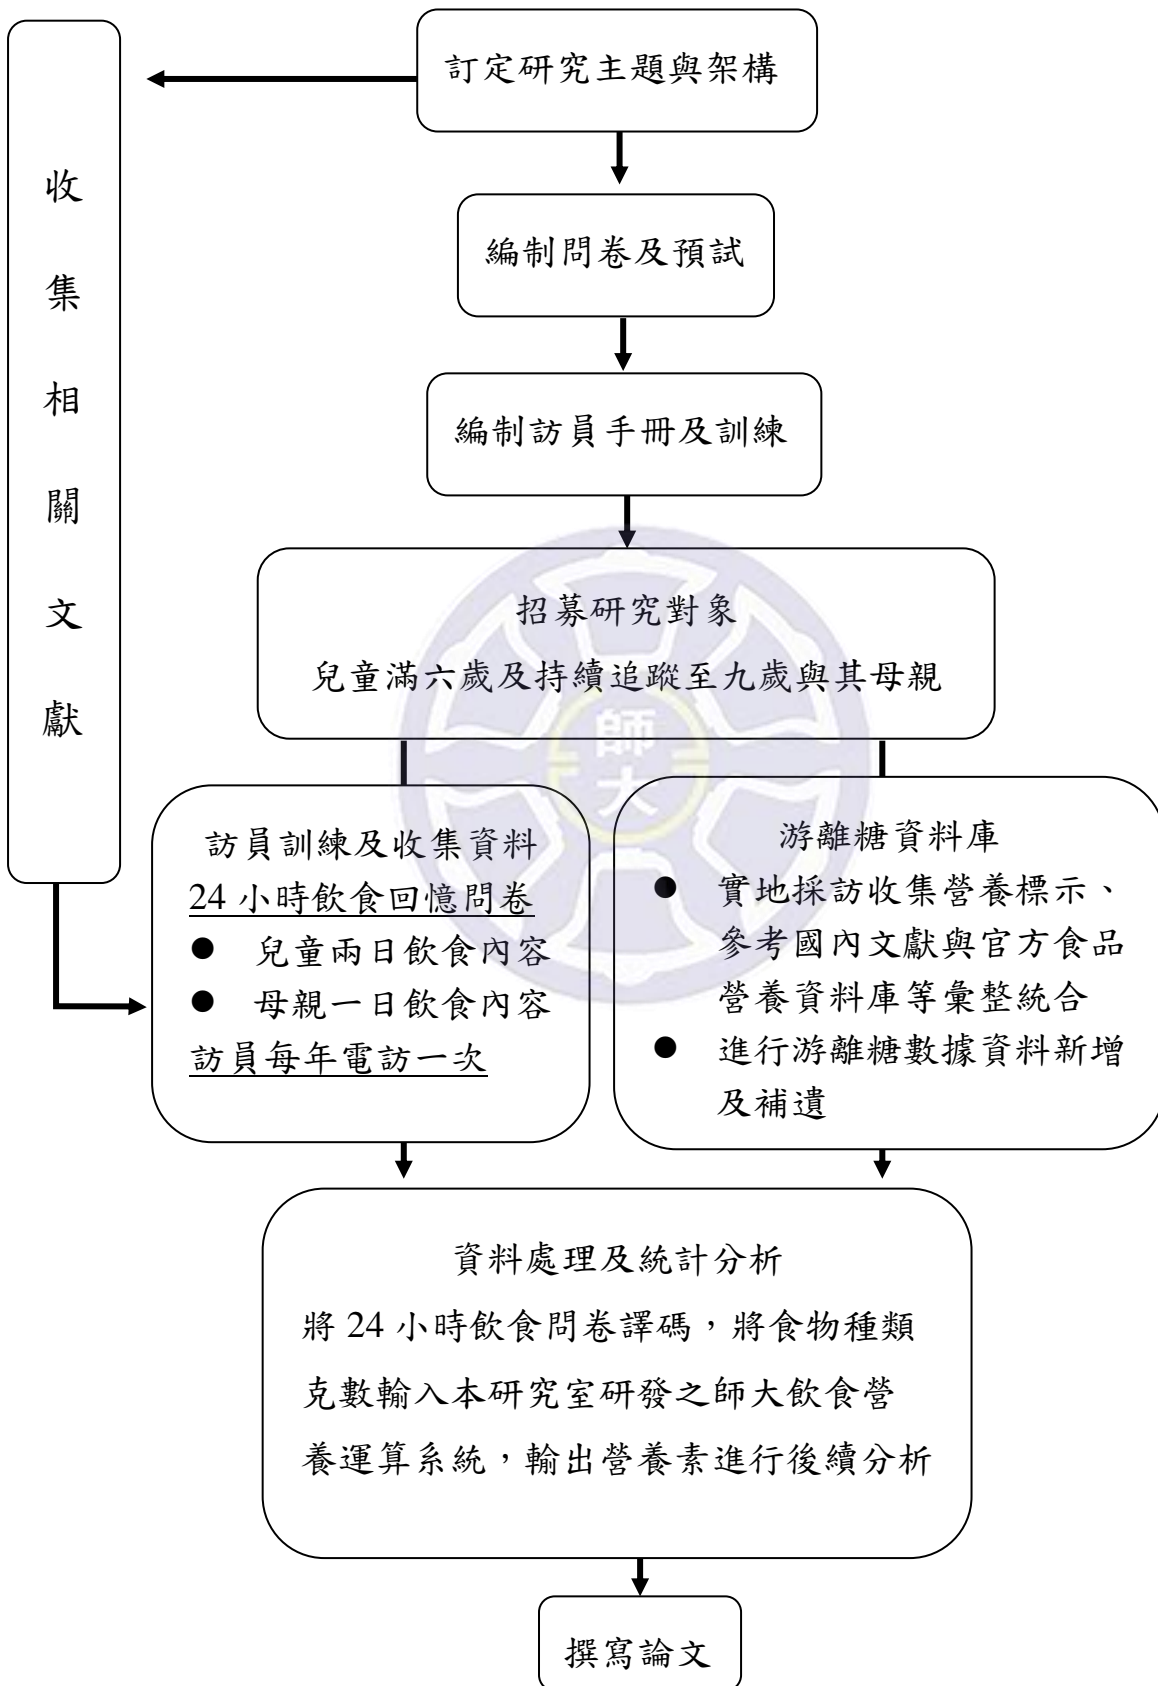 訂定研究主題與架構
收集相關文獻
編制問卷及預試
編制訪員手冊及訓練
招募研究對象
兒童滿六歲及持續追蹤至九歲與其母親
師大
訪員訓練及收集資料
24 小時飲食回憶問卷
● 兒童兩日飲食內容
● 母親一日飲食內容
訪員每年電訪一次
游離糖資料庫
● 實地採訪收集營養標示、
參考國內文獻與官方食品
營養資料庫等彙整統合
● 進行游離糖數據資料新增
及補遺
資料處理及統計分析
將 24 小時飲食問卷譯碼，將食物種類
克數輸入本研究室研發之師大飲食營
養運算系統，輸出營養素進行後續分析
撰寫論文